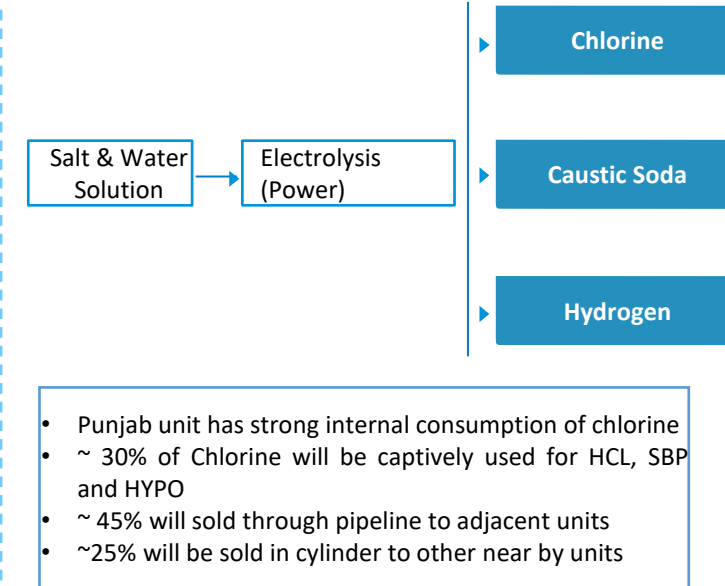 Chlorine
Salt & Water
Solution
Electrolysis
(Power)
Caustic Soda
Hydrogen
• Punjab unit has strong internal consumption of chlorine
• ~ 30% of Chlorine will be captively used for HCL, SBP
and HYPO
• ~ 45% will sold through pipeline to adjacent units
• ~25% will be sold in cylinder to other near by units